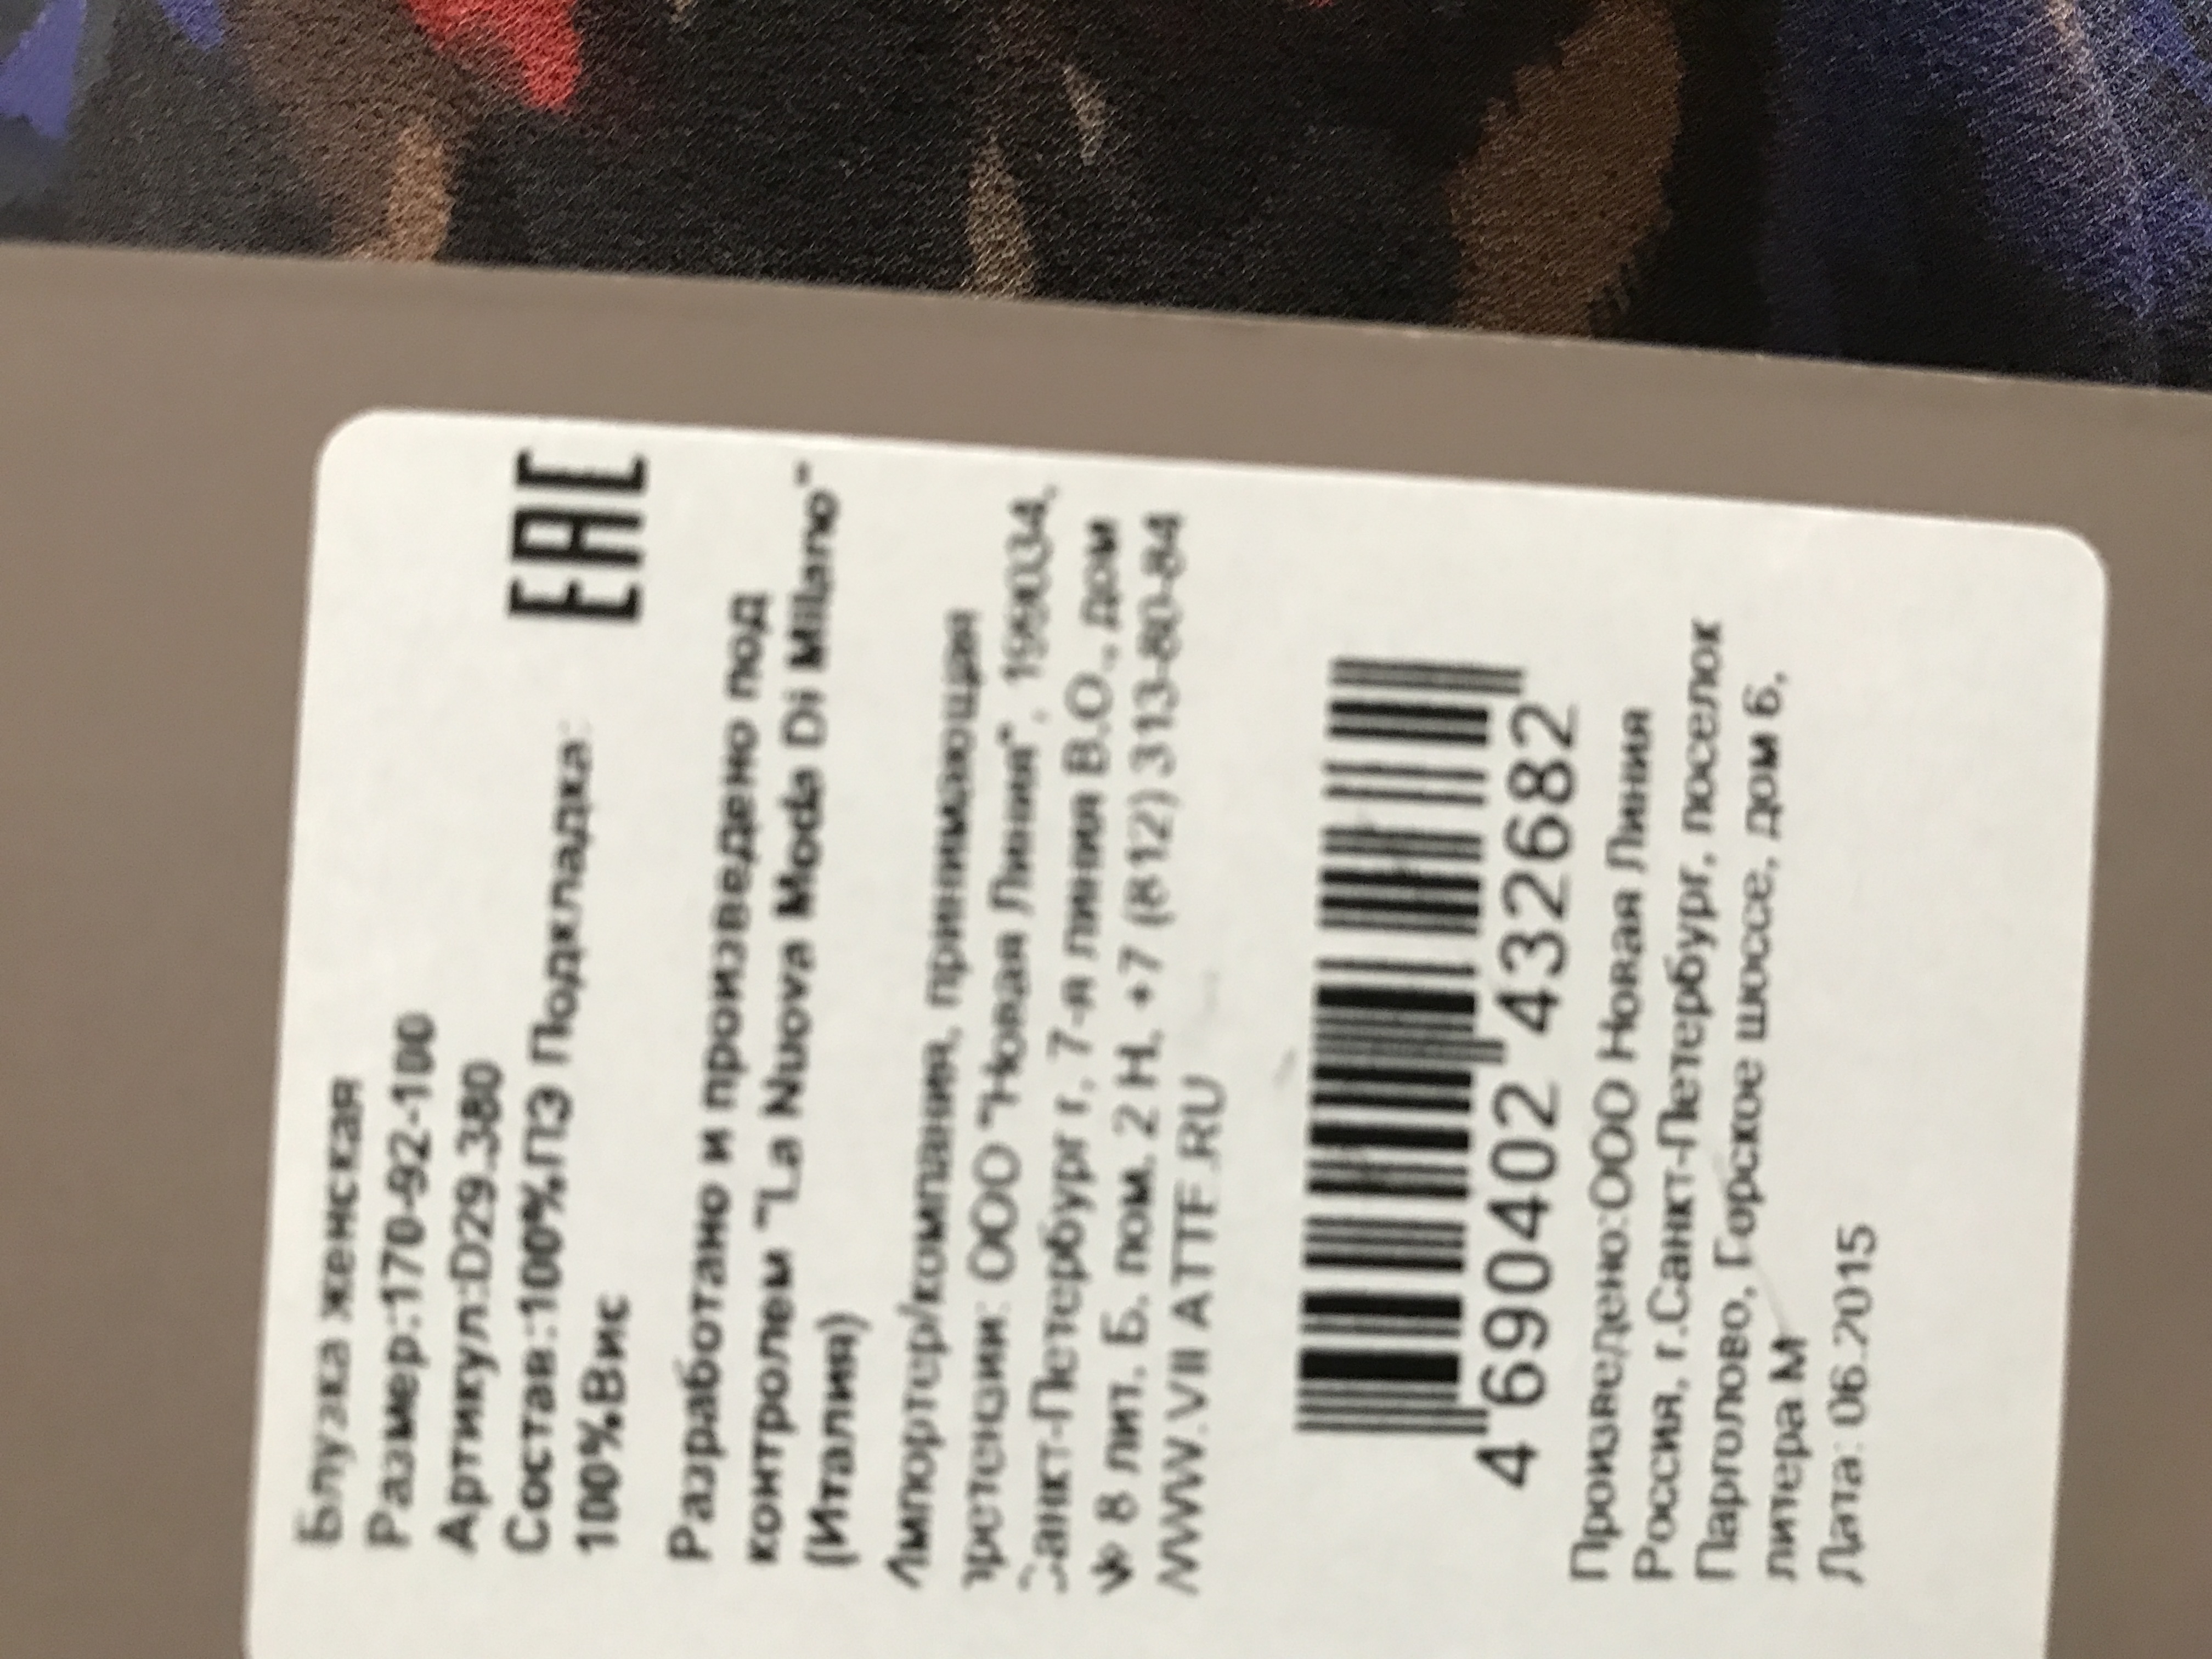 Блузка женская
Размер:170-92-100
Артикул:D29.380
Состав:100%ПЭ Подкладка:
100%Вис
EAC
Разработано и произведено под
контролем "La Nuova Moda Di Milano"
(Италия)
Импортер/компания, принимающая
претензии: ООО "Новая Линия", 199034,
Санкт-Петербург г, 7-я линия В.О., дом
№ 8 лит. Б. пом. 2 Н. +7 (812) 313-80-84
WWW.VILATTE.RU
4 690402 432682
Произведено:ООО Новая Линия
Россия, г.Санкт-Петербург, поселок
Парголово, Горское шоссе, дом 6,
литера М
Дата: 06.2015